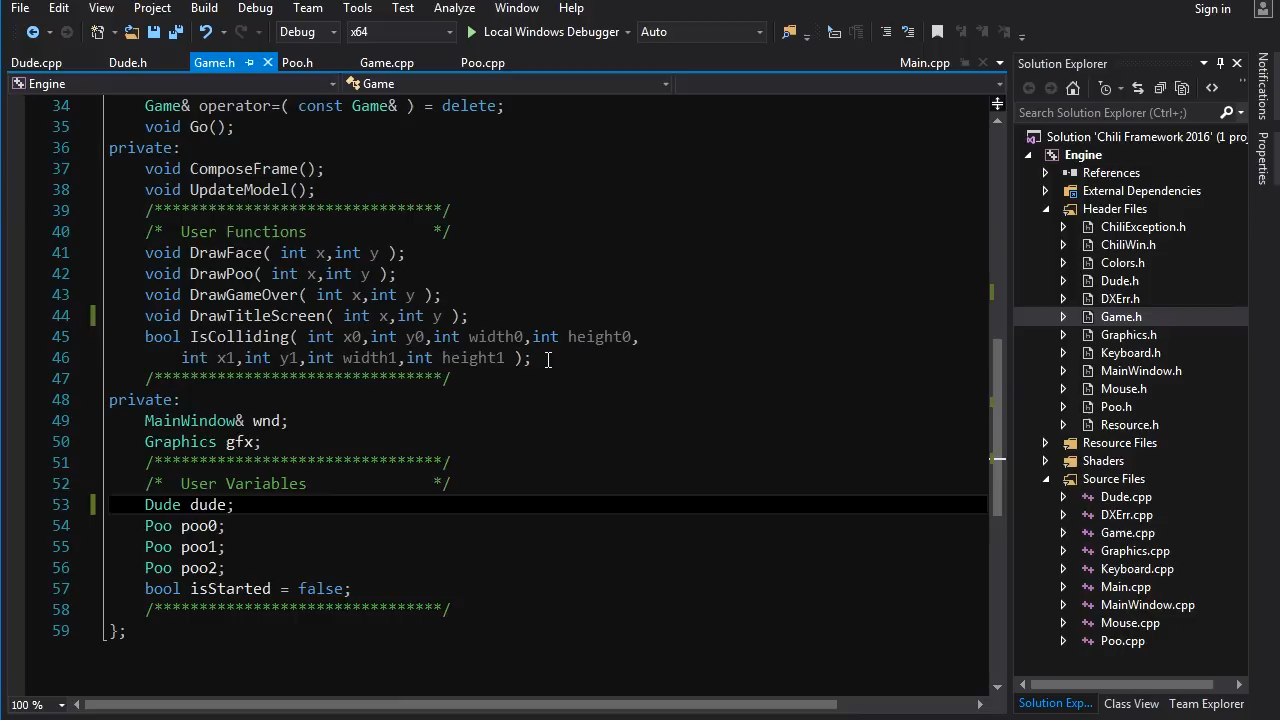 File Edit View Project Build Debug Team Tools Test Analyze Window Help Sign in
Debug x64 Local Windows Debugger Auto
Dude.cpp Dude.h Game.h Poo.h Game.cpp Poo.cpp Main.cpp
Engine Game
34 Game& operator=( const Game& ) = delete;
35 void Go();
36 private:
37 void ComposeFrame();
38 void UpdateModel();
39 /********************************/
40 /*  User Functions              */
41 void DrawFace( int x,int y );
42 void DrawPoo( int x,int y );
43 void DrawGameOver( int x,int y );
44 void DrawTitleScreen( int x,int y );
45 bool IsColliding( int x0,int y0,int width0,int height0,
46 int x1,int y1,int width1,int height1 );
47 /********************************/
48 private:
49 MainWindow& wnd;
50 Graphics gfx;
51 /********************************/
52 /*  User Variables              */
53 Dude dude;
54 Poo poo0;
55 Poo poo1;
56 Poo poo2;
57 bool isStarted = false;
58 /********************************/
59 };
100 %
Solution Explorer
Search Solution Explorer (Ctrl+;)
Solution 'Chili Framework 2016' (1 proj
Engine
References
External Dependencies
Header Files
ChiliException.h
ChiliWin.h
Colors.h
Dude.h
DXErr.h
Game.h
Graphics.h
Keyboard.h
MainWindow.h
Mouse.h
Poo.h
Resource.h
Resource Files
Shaders
Source Files
Dude.cpp
DXErr.cpp
Game.cpp
Graphics.cpp
Keyboard.cpp
Main.cpp
MainWindow.cpp
Mouse.cpp
Poo.cpp
Solution Exp... Class View Team Explorer
Notifications
Properties